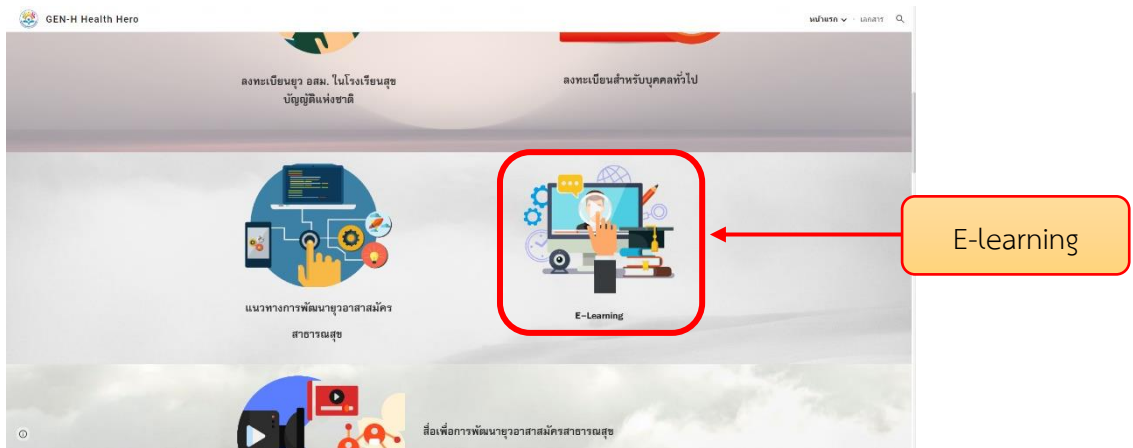 GEN-H Health Hero
หน้าแรก
เอกสาร
ลงทะเบียนยุว อสม. ในโรงเรียนสุข
บัญญัติแห่งชาติ
ลงทะเบียนสำหรับบุคคลทั่วไป
E-learning
แนวทางการพัฒนายุวอาสาสมัคร
สาธารณสุข
E-Learning
สื่อเพื่อการพัฒนายุวอาสาสมัครสาธารณสุข